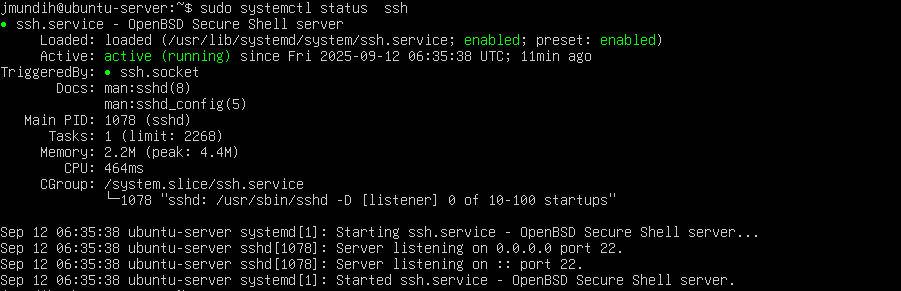 jmundih@ubuntu-server:~$ sudo systemctl status  ssh
● ssh.service - OpenBSD Secure Shell server
     Loaded: loaded (/usr/lib/systemd/system/ssh.service; enabled; preset: enabled)
     Active: active (running) since Fri 2025-09-12 06:35:38 UTC; 11min ago
TriggeredBy: ● ssh.socket
       Docs: man:sshd(8)
             man:sshd_config(5)
   Main PID: 1078 (sshd)
      Tasks: 1 (limit: 2268)
     Memory: 2.2M (peak: 4.4M)
        CPU: 464ms
     CGroup: /system.slice/ssh.service
             └─1078 "sshd: /usr/sbin/sshd -D [listener] 0 of 10-100 startups"

Sep 12 06:35:38 ubuntu-server systemd[1]: Starting ssh.service - OpenBSD Secure Shell server...
Sep 12 06:35:38 ubuntu-server sshd[1078]: Server listening on 0.0.0.0 port 22.
Sep 12 06:35:38 ubuntu-server sshd[1078]: Server listening on :: port 22.
Sep 12 06:35:38 ubuntu-server systemd[1]: Started ssh.service - OpenBSD Secure Shell server.